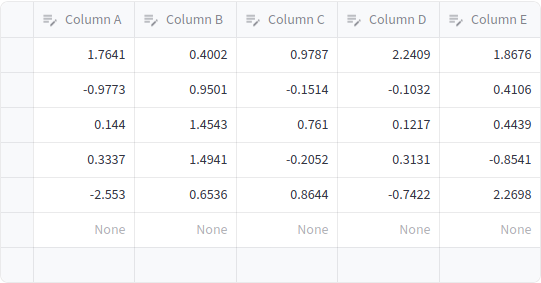 Column A Column B Column C Column D Column E
1.7641 0.4002 0.9787 2.2409 1.8676
-0.9773 0.9501 -0.1514 -0.1032 0.4106
0.144 1.4543 0.761 0.1217 0.4439
0.3337 1.4941 -0.2052 0.3131 -0.8541
-2.553 0.6536 0.8644 -0.7422 2.2698
None None None None None